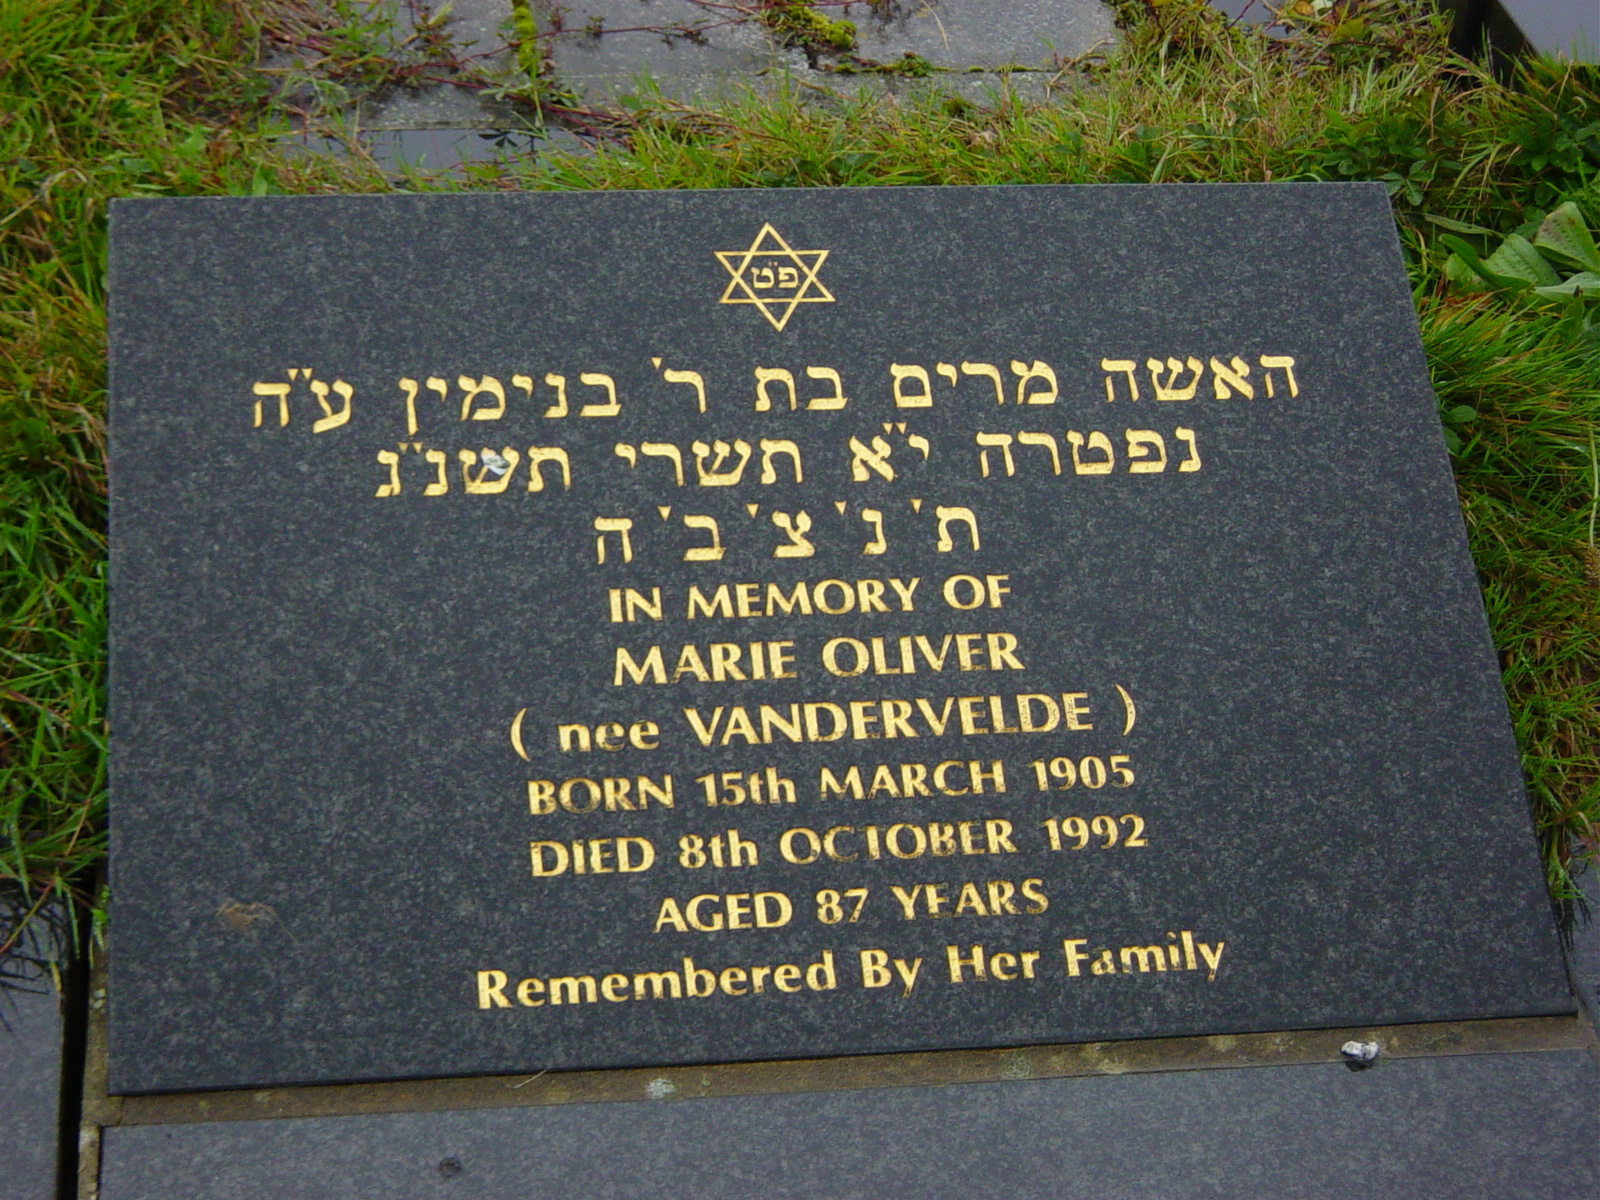 פ"ט
האשה מרים בת ר' בנימין ע"ה
נפטרה י"א תשרי תשנ"ג
ת' נ' צ' ב' ה
IN MEMORY OF
MARIE OLIVER
( nee VANDERVELDE )
BORN 15th MARCH 1905
DIED 8th OCTOBER 1992
AGED 87 YEARS
Remembered By Her Family